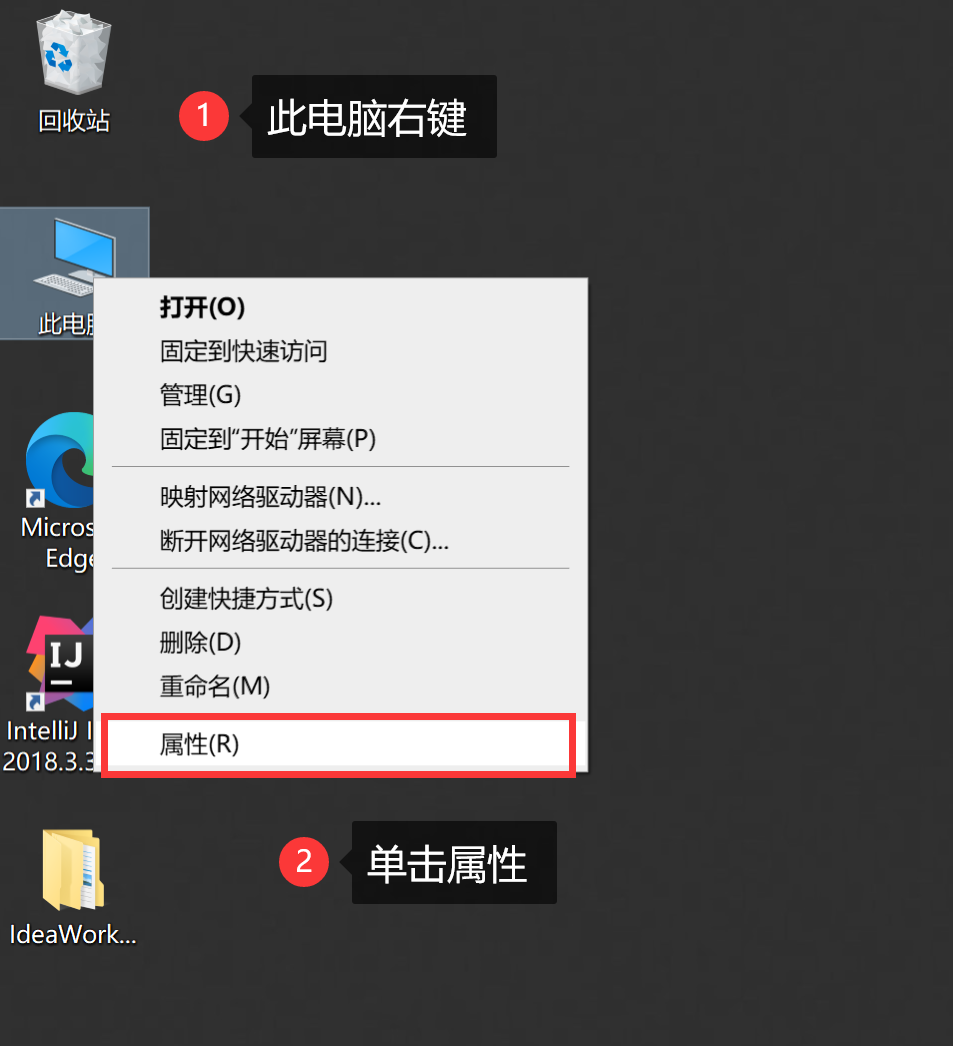 回收站
1
此电脑右键
此电
打开(O)
固定到快速访问
管理(G)
固定到“开始”屏幕(P)
映射网络驱动器(N)...
断开网络驱动器的连接(C)...
创建快捷方式(S)
删除(D)
重命名(M)
属性(R)
Micros
Edge
IJ
IntelliJ I
2018.3.3
2
单击属性
IdeaWork...